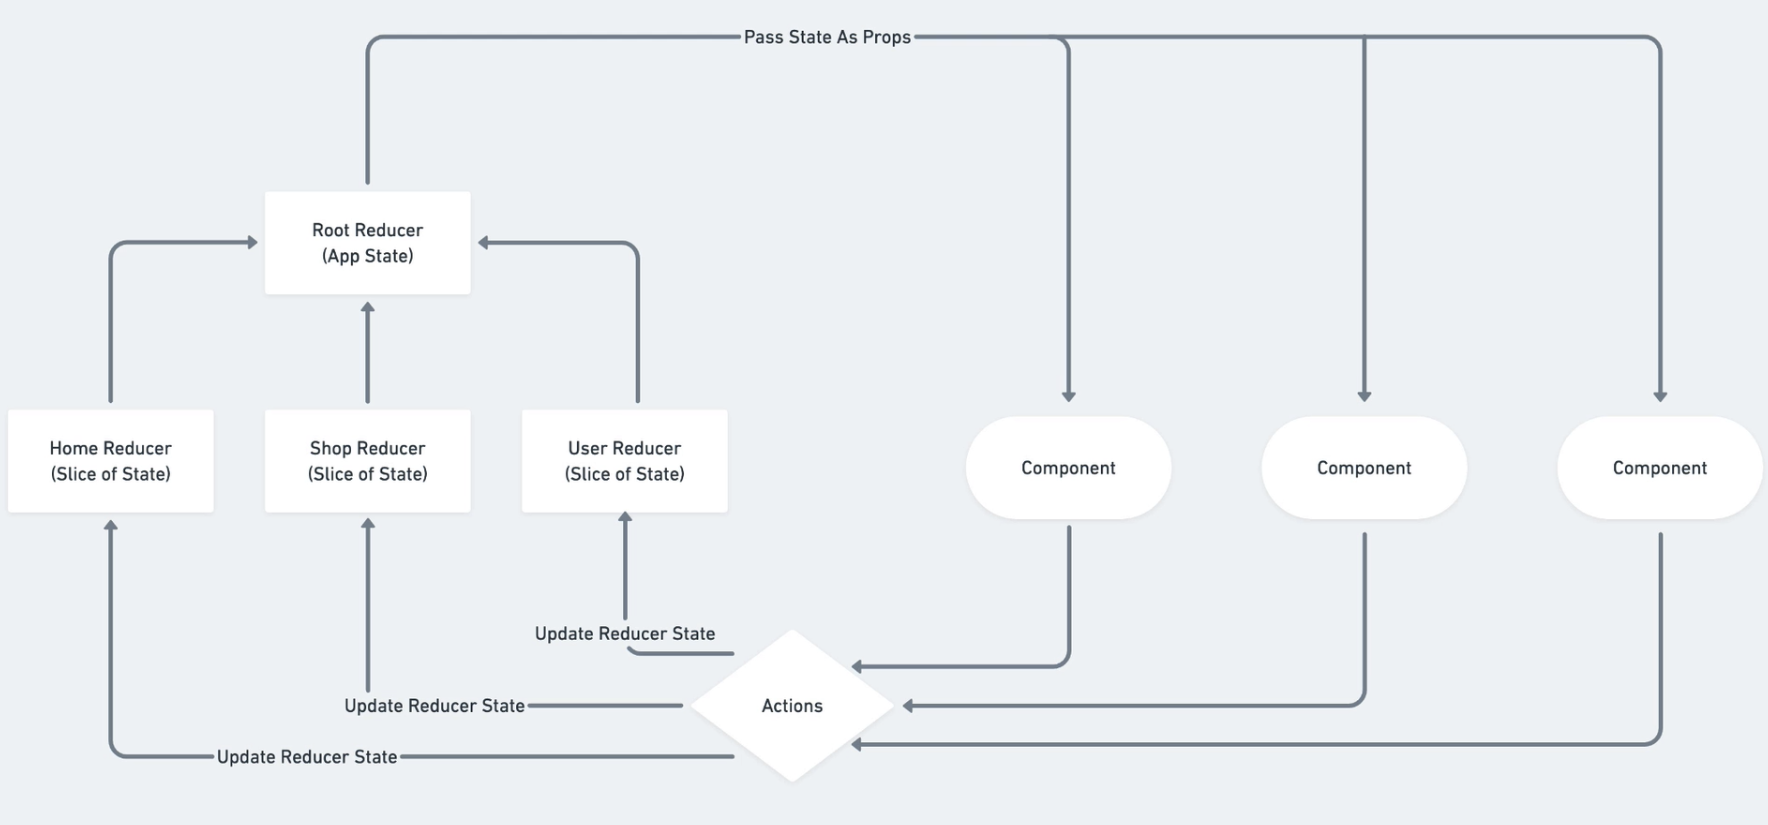 Pass State As Props
Root Reducer
(App State)
Home Reducer
(Slice of State)
Shop Reducer
(Slice of State)
User Reducer
(Slice of State)
Component
Component
Component
Update Reducer State
Update Reducer State
Actions
Update Reducer State